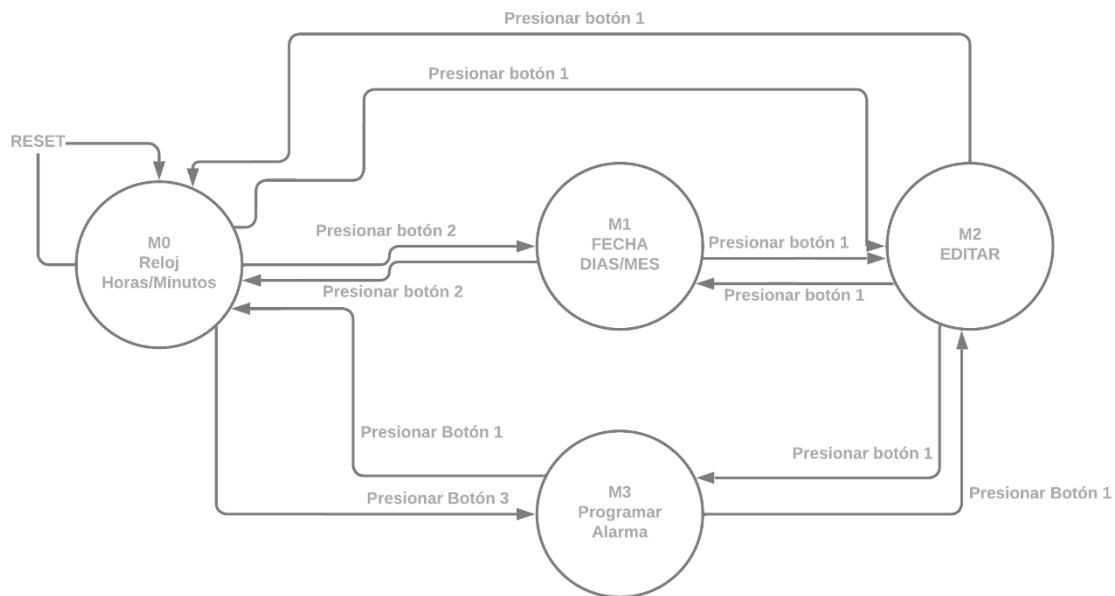 Presionar botón 1
Presionar botón 1
RESET
M0
Reloj
Horas/Minutos
Presionar botón 2
Presionar botón 2
M1
FECHA
DIAS/MES
Presionar botón 1
Presionar botón 1
M2
EDITAR
Presionar Botón 1
Presionar Botón 3
M3
Programar
Alarma
Presionar botón 1
Presionar Botón 1